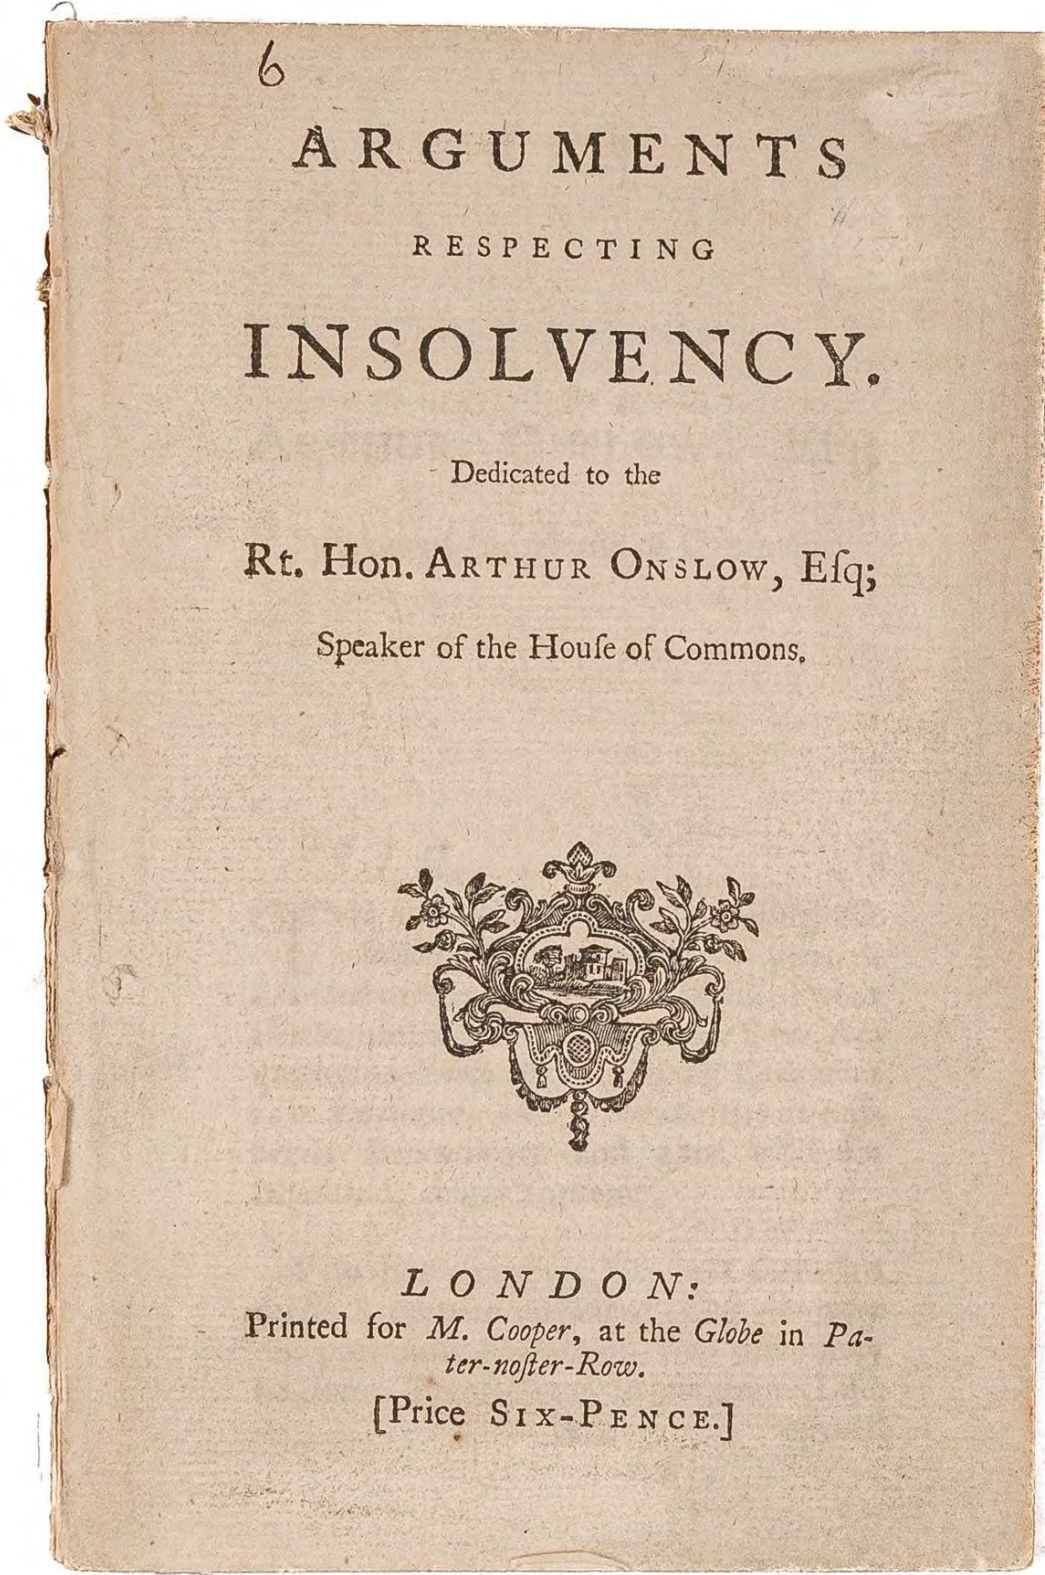 6
ARGUMENTS
RESPECTING
INSOLVENCY.
Dedicated to the
Rt. Hon. ARTHUR ONSLOW, Eſq;
Speaker of the Houſe of Commons.
LONDON:
Printed for M. Cooper, at the Globe in Pa-
ter-noſter-Row.
[Price SIX-PENCE.]